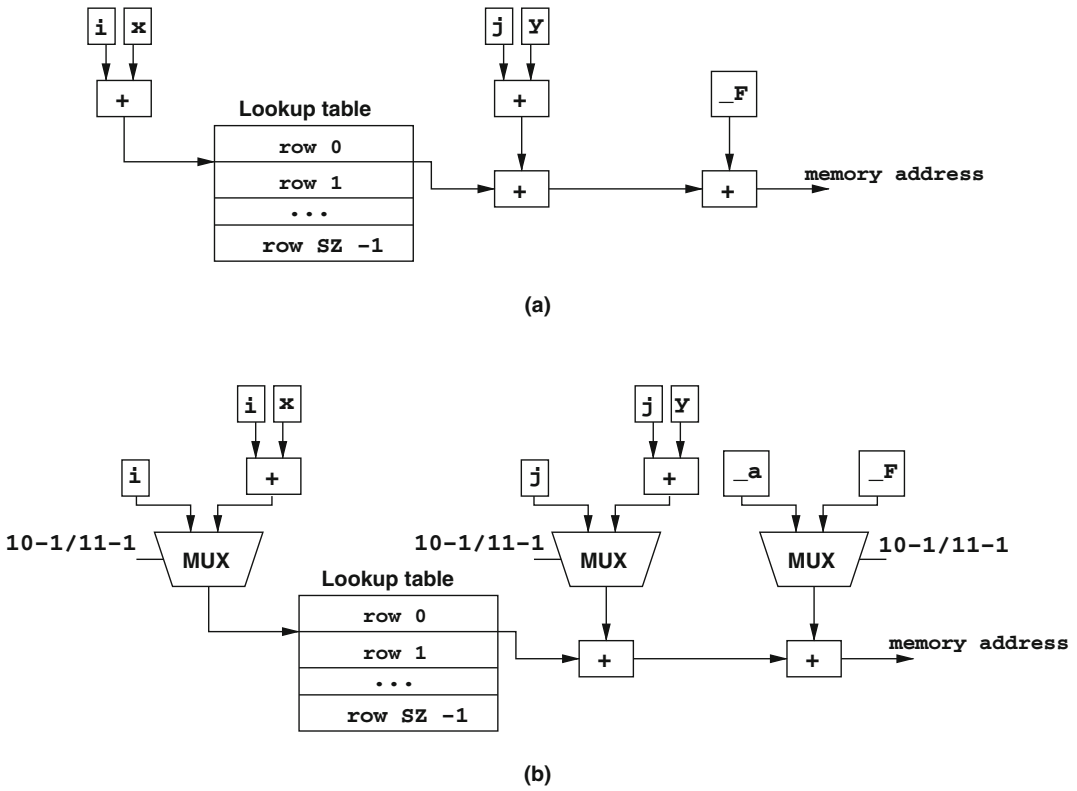 i x
j y
+
+
_F
Lookup table
row 0
row 1
...
row SZ -1
+
+
memory address
(a)
i x
j y
i
+
j
+
_a
_F
10-1/11-1
MUX
10-1/11-1
MUX
MUX
10-1/11-1
Lookup table
row 0
row 1
...
row SZ -1
+
+
memory address
(b)